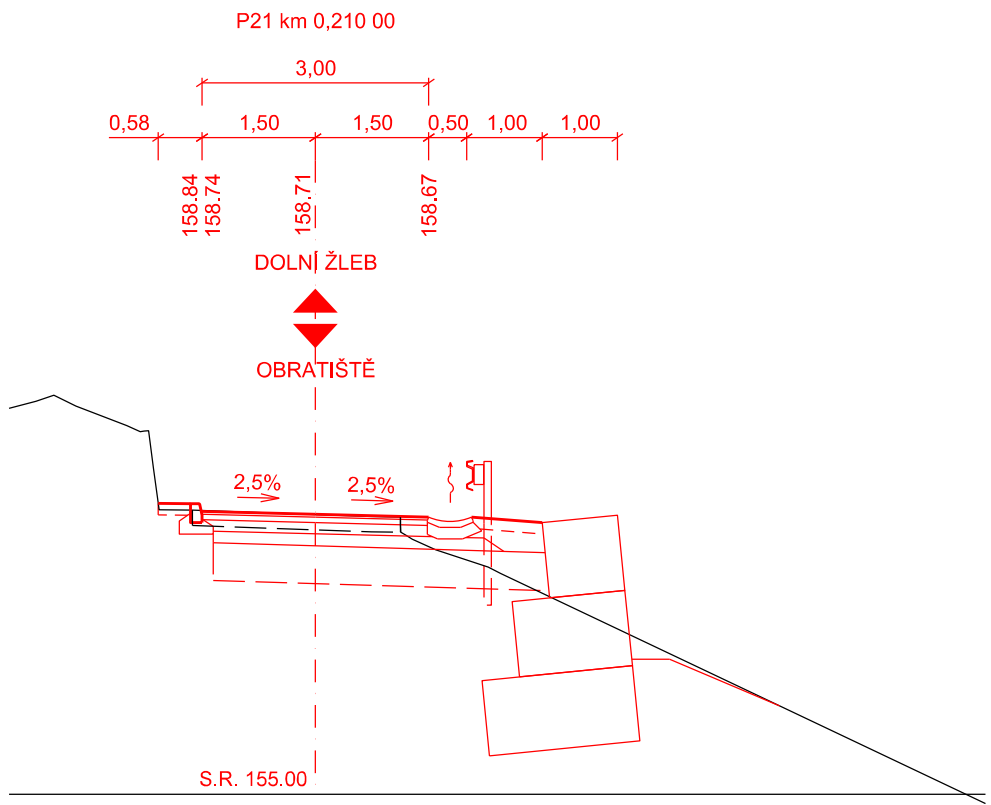 P21 km 0,210 00
3,00
0,58 1,50 1,50 0,50 1,00 1,00
158.84 158.74 158.71 158.67
DOLNÍ ŽLEB
OBRATIŠTĚ
2,5% 2,5%
S.R. 155.00